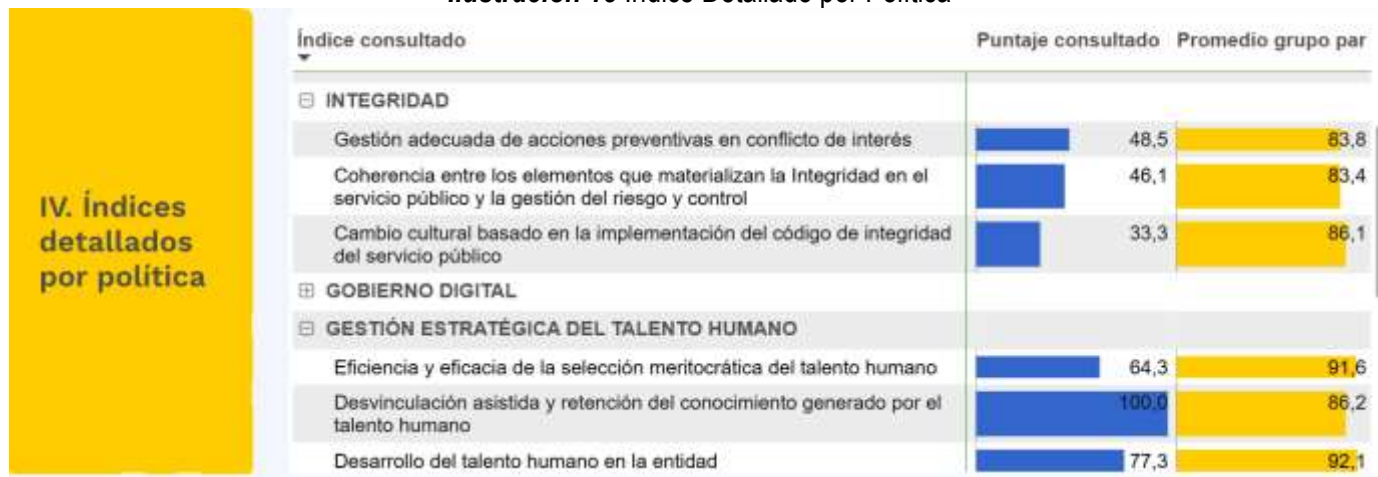 Índice Detallado por Política
Índice consultado Puntaje consultado Promedio grupo par
INTEGRIDAD
Gestión adecuada de acciones preventivas en conflicto de interés 48,5 83,8
Coherencia entre los elementos que materializan la Integridad en el 46,1 83,4
servicio público y la gestión del riesgo y control
Cambio cultural basado en la implementación del código de integridad 33,3 86,1
del servicio público
IV. Índices
detallados
por política
GOBIERNO DIGITAL
GESTIÓN ESTRATÉGICA DEL TALENTO HUMANO
Eficiencia y eficacia de la selección meritocrática del talento humano 64,3 91,6
Desvinculación asistida y retención del conocimiento generado por el 100,0 86,2
talento humano
Desarrollo del talento humano en la entidad 77,3 92,1